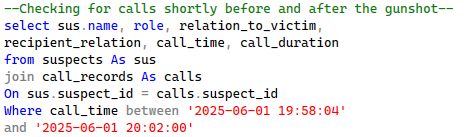 --Checking for calls shortly before and after the gunshot--
select sus.name, role, relation_to_victim,
recipient_relation, call_time, call_duration
from suspects As sus
join call_records As calls
On sus.suspect_id = calls.suspect_id
Where call_time between '2025-06-01 19:58:04'
and '2025-06-01 20:02:00'